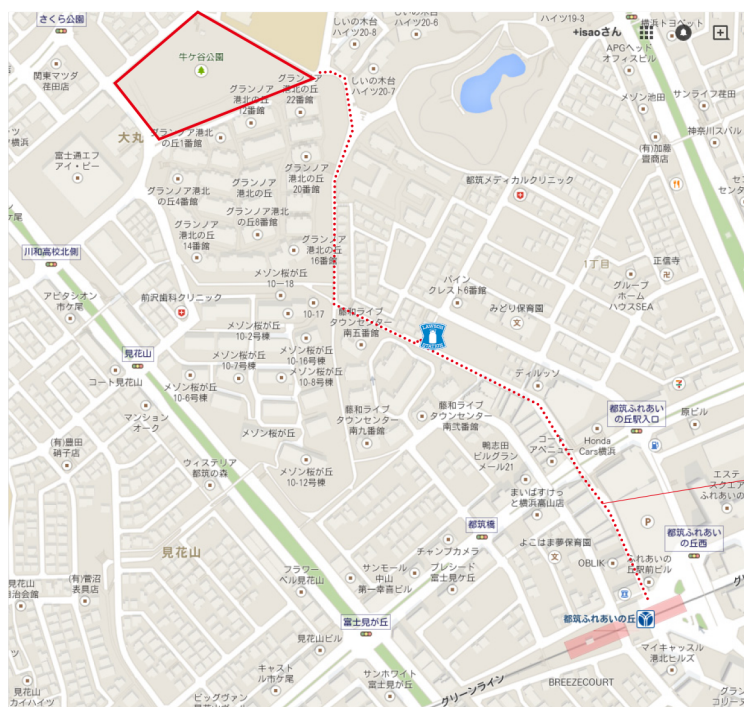 さくら公園
しいの木台
ハイツ20-8
しいの木台
ハイツ20-6
ハイツ19-3
横浜トヨペット
+isaoさん
APGヘッド
オフィスビル
牛ケ谷公園
関東マツダ
荏田店
グランノア
港北の丘
22番館
しいの木台
ハイツ20-7
メゾン池田
サンライフ荏田
グランノア
港北の丘
12番館
大丸
グランノア港北
の丘1番館
神奈川スバル
(有)加藤
畳商店
富士通エフ
アイ・ピー
グランノア
港北の丘
20番館
都筑メディカルクリニック
グランノア港北
の丘4番館
グランノア
港北の丘8番館
グランノア
港北の丘
14番館
グランノア
港北の丘
16番館
川和高校北側
1丁目
正信寺
メゾン桜が丘
10-18
パイン
クレスト6番館
グループ
ホーム
ハウスSEA
アビタシオン
市ケ尾
前沢歯科クリニック
10-17
藤和ライブ
タウンセンター
南五番館
みどり保育園
LAWSON
STATION
メゾン桜が丘
10-2号棟
メゾン桜が丘
10-16号棟
見花山
メゾン桜が丘
10-7号棟
メゾン桜が丘
10-8号棟
コート見花山
メゾン桜が丘
10-6号棟
ディルッソ
マンション
オーク
藤和ライブ
タウンセンター
南九番館
藤和ライブ
タウンセンター
南弐番館
都筑ふれあい
の丘駅入口
原ビル
メゾン桜が丘
(有)豊田
硝子店
鴨志田
ビルグラン
メール21
コート
アベニュー
Honda
Cars横浜
ウィステリア
都筑の森
メゾン桜が丘
10-12号棟
エステ
スクエア
ふれあいの
まいばすけっ
と横浜高山店
都筑橋
P
都筑ふれあい
の丘西
見花山
チャンプカメラ
よこはま夢保育園
OBLIK
ふれあいの
丘駅前ビル
見花山
自治会館
(有)菅沼
表具店
フラワー
ベル見花山
サンモール
中山
第一幸喜ビル
プレシード
富士見ケ丘
富士見が丘
都筑ふれあいの丘
見花山ビル
マイキャッスル
港北ヒルズ
キャスト
ル市ケ尾
サンホワイト
富士見が丘
グリーンライン
BREEZECOURT
見花山
カイハイツ
ビッグヴァン